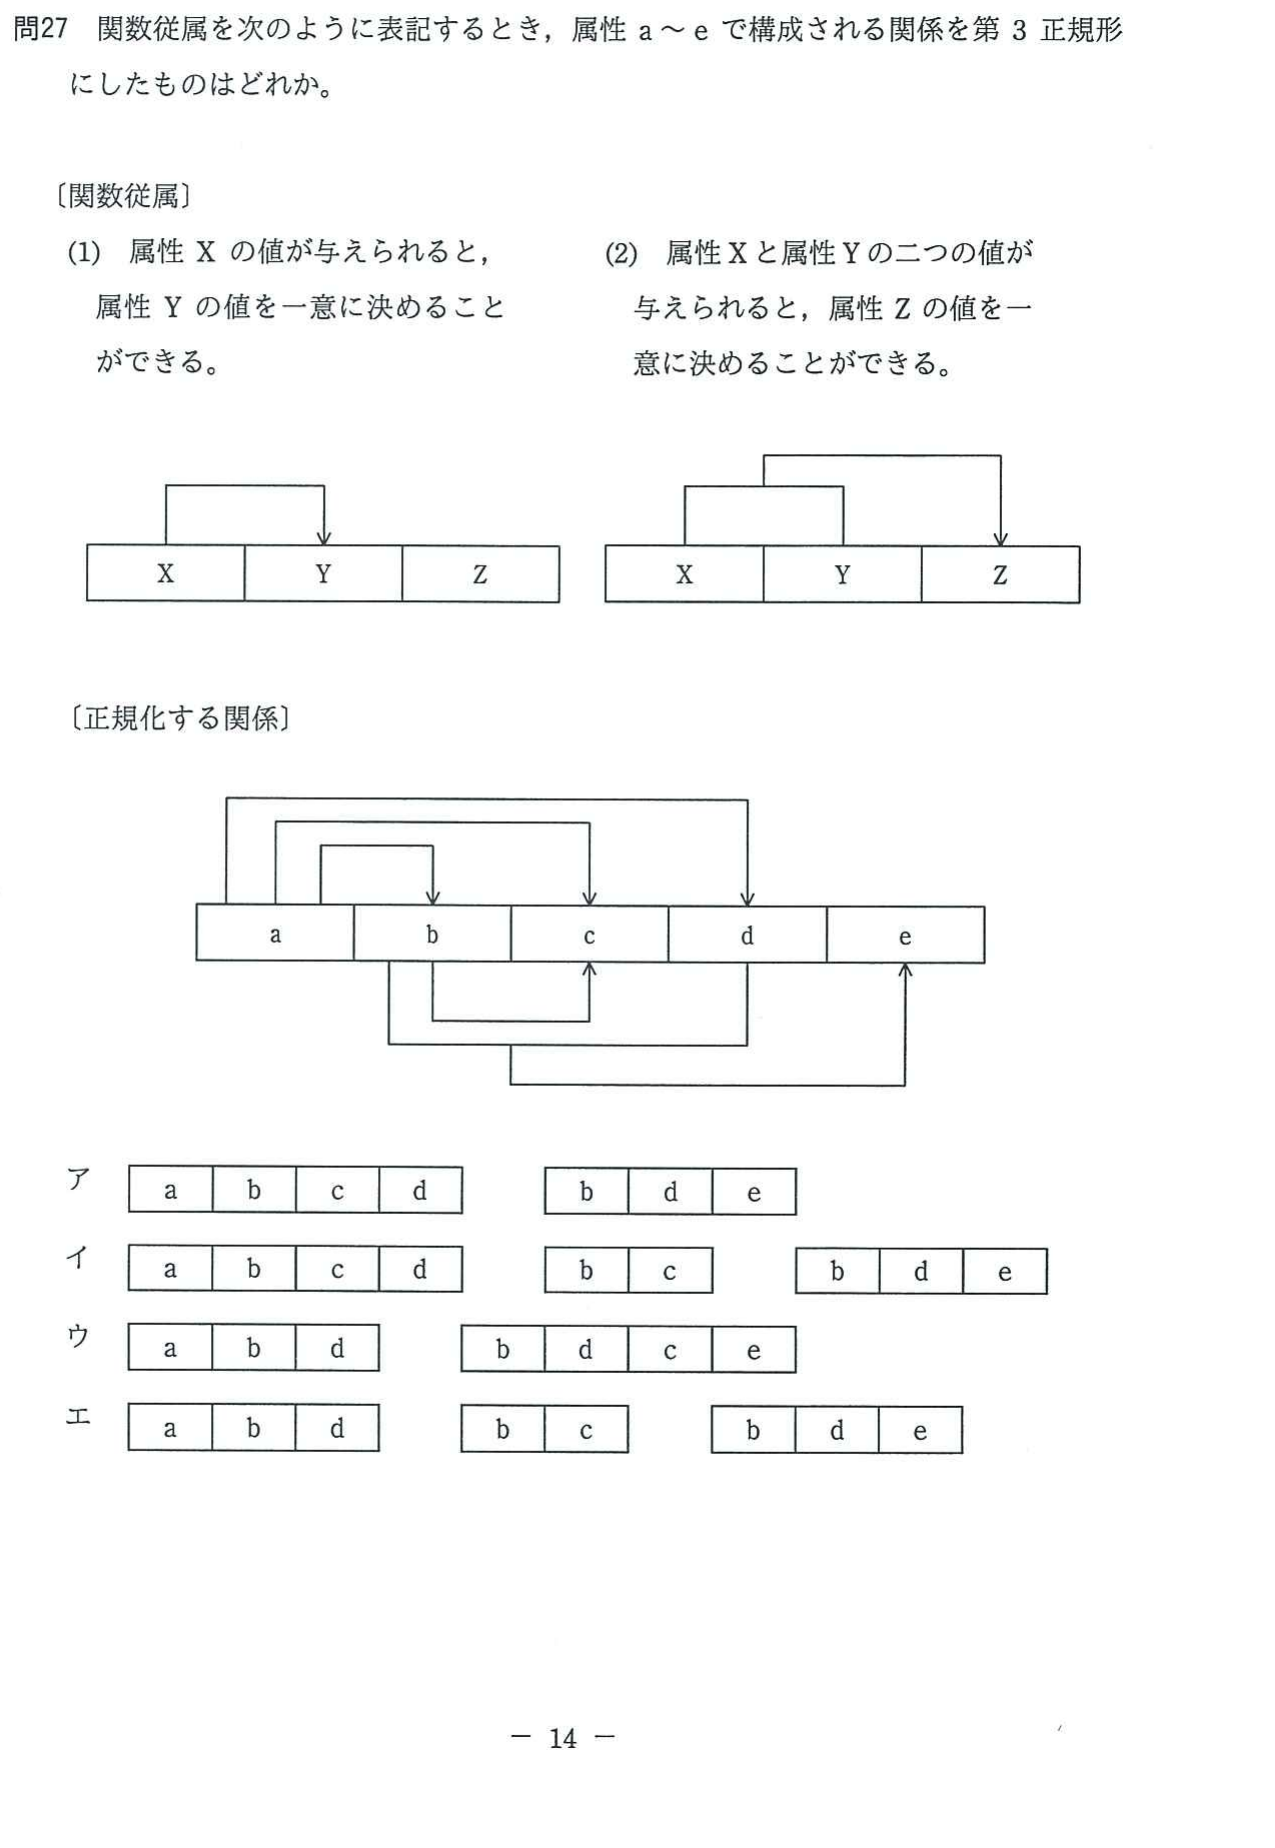 問27 関数従属を次のように表記するとき，属性 a～e で構成される関係を第 3 正規形
にしたものはどれか。
〔関数従属〕
(1) 属性 X の値が与えられると，
属性 Y の値を一意に決めること
ができる。
(2) 属性XとY属性Yの二つの値が
与えられると，属性 Z の値を一
意に決めることができる。
X Y Z
X Y Z
〔正規化する関係〕
a b c d e
ア a b c d b d e
イ a b c d b c b d e
ウ a b d b d c e
エ a b d b c b d e
－ 14 －